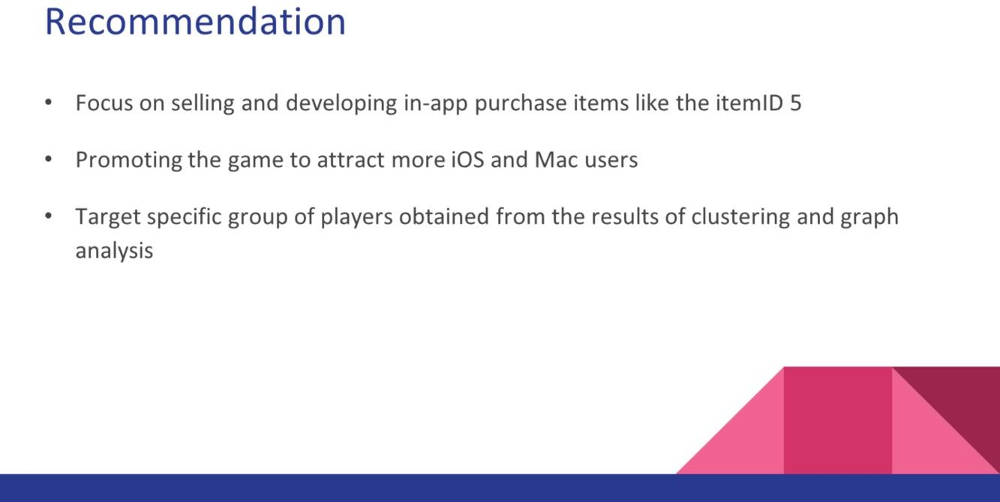 Recommendation
• Focus on selling and developing in-app purchase items like the itemID 5
• Promoting the game to attract more iOS and Mac users
• Target specific group of players obtained from the results of clustering and graph
analysis